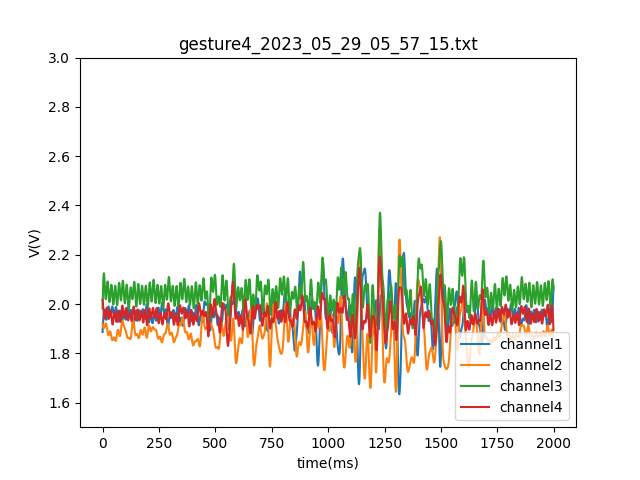 gesture4_2023_05_29_05_57_15.txt
V(V)
3.0
2.8
2.6
2.4
2.2
2.0
1.8
1.6
channel1
channel2
channel3
channel4
0 250 500 750 1000 1250 1500 1750 2000
time(ms)